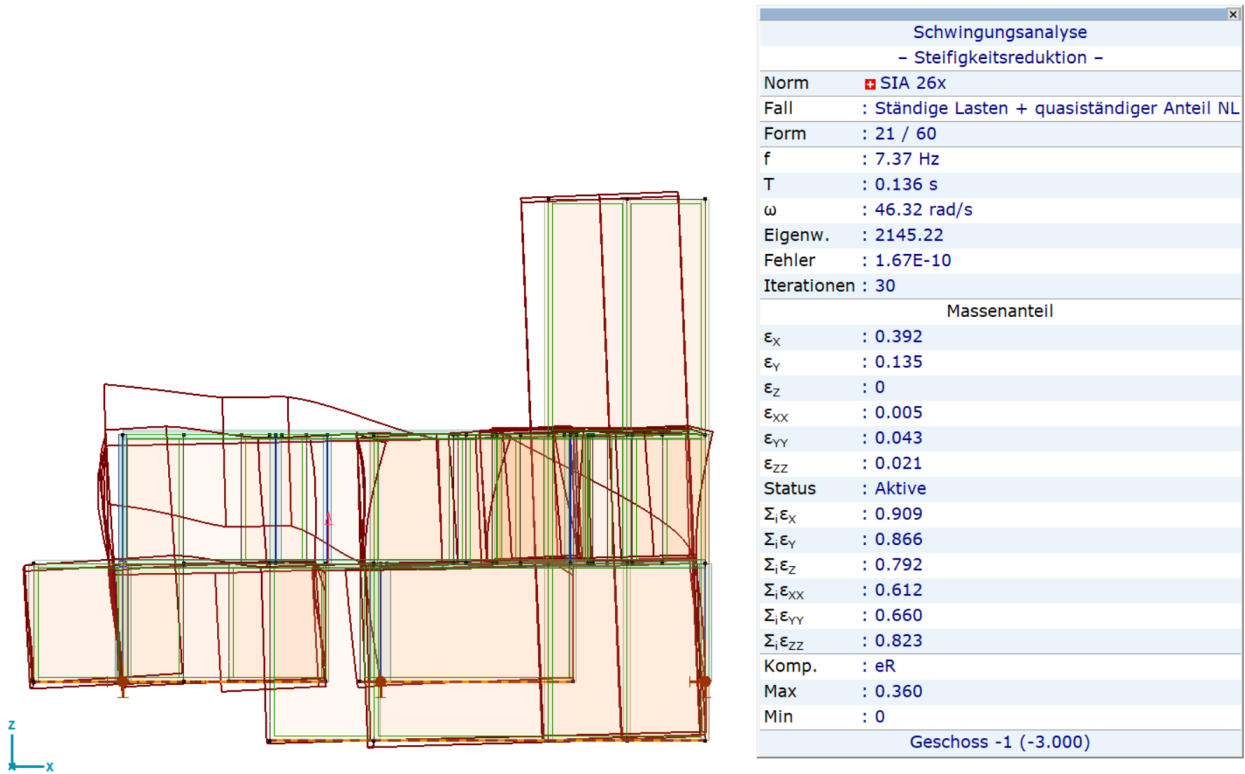 Schwingungsanalyse
– Steifigkeitsreduktion –
Norm SIA 26x
Fall : Ständige Lasten + quasiständiger Anteil NL
Form : 21 / 60
f : 7.37 Hz
T : 0.136 s
ω : 46.32 rad/s
Eigenw. : 2145.22
Fehler : 1.67E-10
Iterationen : 30
Massenanteil
εX : 0.392
εY : 0.135
εZ : 0
εXX : 0.005
εYY : 0.043
εZZ : 0.021
Status : Aktive
ΣiεX : 0.909
ΣiεY : 0.866
ΣiεZ : 0.792
ΣiεXX : 0.612
ΣiεYY : 0.660
ΣiεZZ : 0.823
Komp. : eR
Max : 0.360
Min : 0
Geschoss -1 (-3.000)
z
x